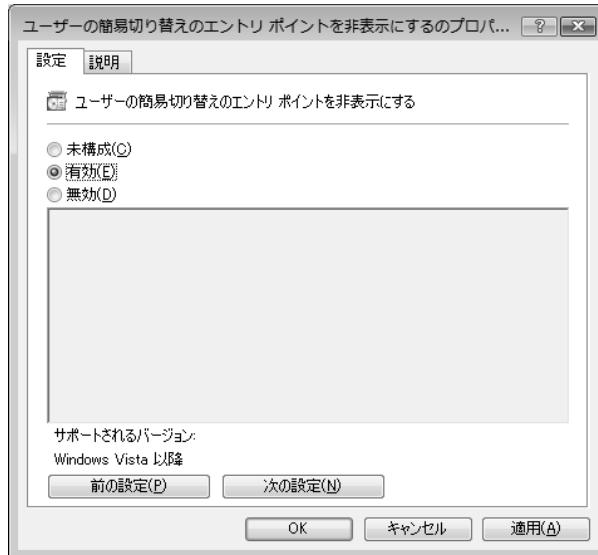 ユーザーの簡易切り替えのエントリ ポイントを非表示にするのプロパ...
設定 説明
ユーザーの簡易切り替えのエントリ ポイントを非表示にする
未構成(C)
有効(E)
無効(D)
サポートされるバージョン:
Windows Vista 以降
前の設定(P) 次の設定(N)
OK キャンセル 適用(A)